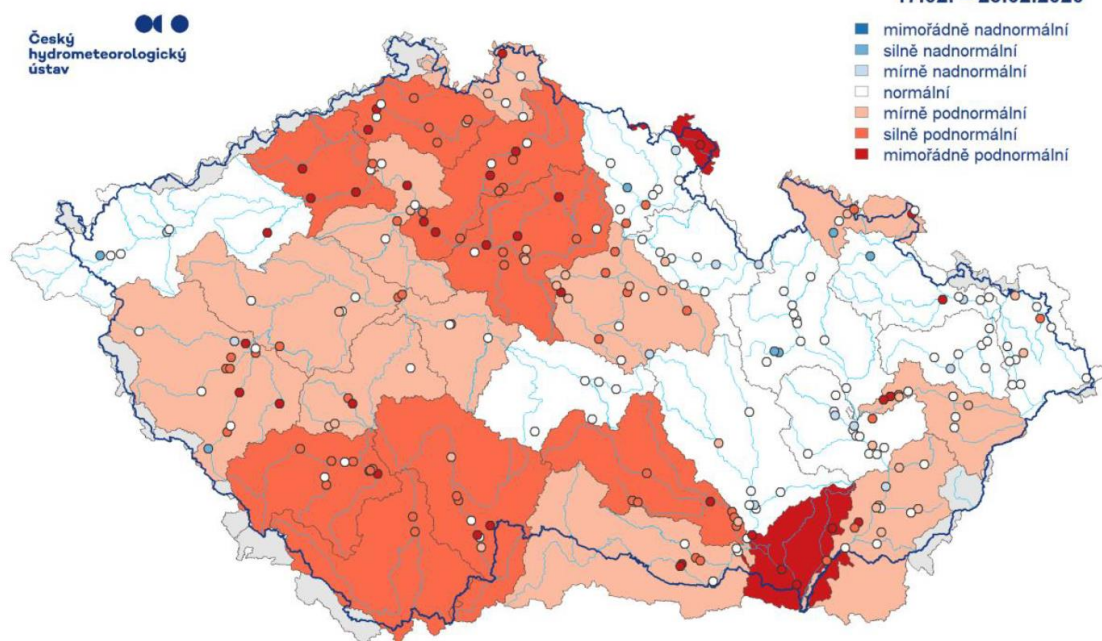 Český
hydrometeorologický
ústav
mimořádně nadnormální
silně nadnormální
mírně nadnormální
normální
mírně podnormální
silně podnormální
mimořádně podnormální